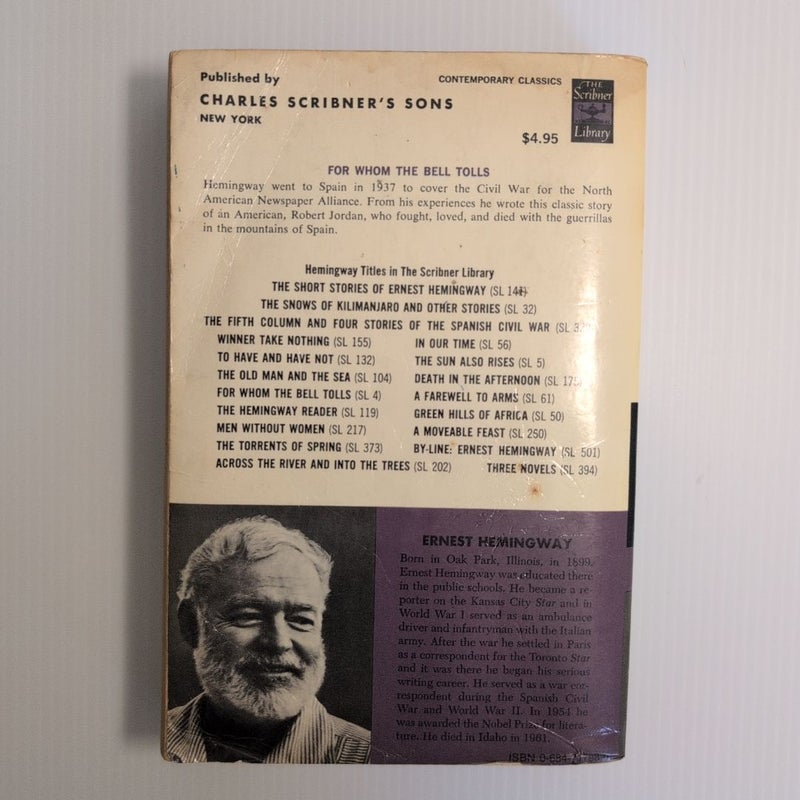 Published by
CHARLES SCRIBNER'S SONS
NEW YORK
CONTEMPORARY CLASSICS
THE
Scribner
Library
$4.95
FOR WHOM THE BELL TOLLS
Hemingway went to Spain in 1937 to cover the Civil War for the North
American Newspaper Alliance. From his experiences he wrote this classic story
of an American, Robert Jordan, who fought, loved, and died with the guerrillas
in the mountains of Spain.
Hemingway Titles in The Scribner Library
THE SHORT STORIES OF ERNEST HEMINGWAY (SL
THE SNOWS OF KILIMANJARO AND OTHER STORIES (SL 32)
THE FIFTH COLUMN AND FOUR STORIES OF THE SPANISH CIVIL WAR (SL
WINNER TAKE NOTHING (SL 155)
TO HAVE AND HAVE NOT (SL 132)
THE OLD MAN AND THE SEA (SL 104)
FOR WHOM THE BELL TOLLS (SL 4)
THE HEMINGWAY READER (SL 119)
MEN WITHOUT WOMEN (SL 217)
THE TORRENTS OF SPRING (SL 373)
ACROSS THE RIVER AND INTO THE TREES (SL 202)
IN OUR TIME (SL 56)
THE SUN ALSO RISES (SL 5)
DEATH IN THE AFTERNOON (SL
A FAREWELL TO ARMS (SL 61)
GREEN HILLS OF AFRICA (SL 50)
A MOVEABLE FEAST (SL 250)
BY-LINE: ERNEST HEMINGWAY (SL 501)
THREE NOVELS (SL 394)
ERNEST HEMINGWAY
Born in Oak Park, Illinois, in 1899,
Ernest Hemingway was educated there
in the public schools. He became a re-
porter on the Kansas City Star and in
World War I served as an ambulance
driver and infantryman with the Italian
army. After the war he settled in Paris
as a correspondent for the Toronto Star
and it was there he began his serious
writing career. He served as a war cor-
respondent during the Spanish Civil
War and World War II. In 1954 he
was awarded the Nobel Prize for litera-
ture. He died in Idaho in 1961.
ISBN